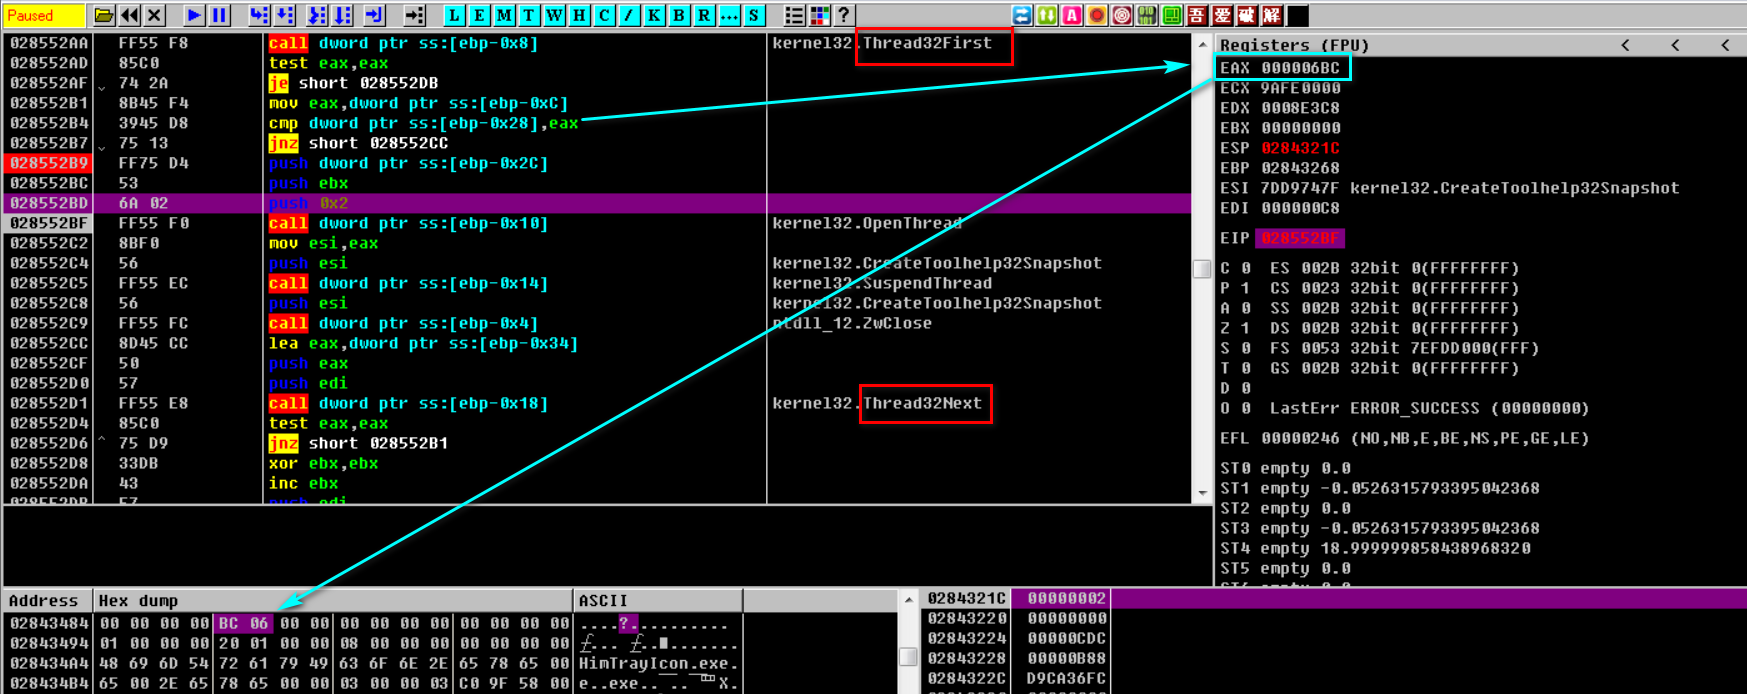 Paused
L E M T W H C / K B R ... S
? A 吾 爱 破 解
028552AA FF55 F8 call dword ptr ss:[ebp-0x8] kernel32.Thread32First
028552AD 85C0 test eax,eax
028552AF 74 2A je short 028552DB
028552B1 8B45 F4 mov eax,dword ptr ss:[ebp-0xC]
028552B4 3945 D8 cmp dword ptr ss:[ebp-0x28],eax
028552B7 75 13 jnz short 028552CC
028552B9 FF75 D4 push dword ptr ss:[ebp-0x2C]
028552BC 53 push ebx
028552BD 6A 02 push 0x2
028552BF FF55 F0 call dword ptr ss:[ebp-0x10] kernel32.OpenThread
028552C2 8BF0 mov esi,eax
028552C4 56 push esi kernel32.CreateToolhelp32Snapshot
028552C5 FF55 EC call dword ptr ss:[ebp-0x14] kernel32.SuspendThread
028552C8 56 push esi kernel32.CreateToolhelp32Snapshot
028552C9 FF55 FC call dword ptr ss:[ebp-0x4] ntdll_12.ZwClose
028552CC 8D45 CC lea eax,dword ptr ss:[ebp-0x34]
028552CF 50 push eax
028552D0 57 push edi
028552D1 FF55 E8 call dword ptr ss:[ebp-0x18] kernel32.Thread32Next
028552D4 85C0 test eax,eax
028552D6 75 D9 jnz short 028552B1
028552D8 33DB xor ebx,ebx
028552DA 43 inc ebx
028552DB 57 push edi
Registers (FPU) < < <
EAX 000006BC
ECX 9AFE0000
EDX 0008E3C8
EBX 00000000
ESP 0284321C
EBP 02843268
ESI 7DD9747F kernel32.CreateToolhelp32Snapshot
EDI 000000C8
EIP 028552BF
C 0 ES 002B 32bit 0(FFFFFFFF)
P 1 CS 0023 32bit 0(FFFFFFFF)
A 0 SS 002B 32bit 0(FFFFFFFF)
Z 1 DS 002B 32bit 0(FFFFFFFF)
S 0 FS 0053 32bit 7EFDD000(FFF)
T 0 GS 002B 32bit 0(FFFFFFFF)
D 0
O 0 LastErr ERROR_SUCCESS (00000000)
EFL 00000246 (NO,NB,E,BE,NS,PE,GE,LE)
ST0 empty 0.0
ST1 empty -0.0526315793395042368
ST2 empty 0.0
ST3 empty -0.0526315793395042368
ST4 empty 18.999999858438968320
ST5 empty 0.0
Address Hex dump ASCII
02843484 00 00 00 00 BC 06 00 00 00 00 00 00 00 00 00 00 ....?..........
02843494 01 00 00 00 20 01 00 00 08 00 00 00 00 00 00 00
028434A4 48 69 6D 54 72 61 79 49 63 6F 6E 2E 65 78 65 00 HimTrayIcon.exe.
028434B4 65 00 2E 65 78 65 00 00 03 00 00 03 C0 9F 58 00 e..exe.. X.
0284321C 00000002
02843220 00000000
02843224 00000CDC
02843228 00000B88
0284322C D9CA36FC